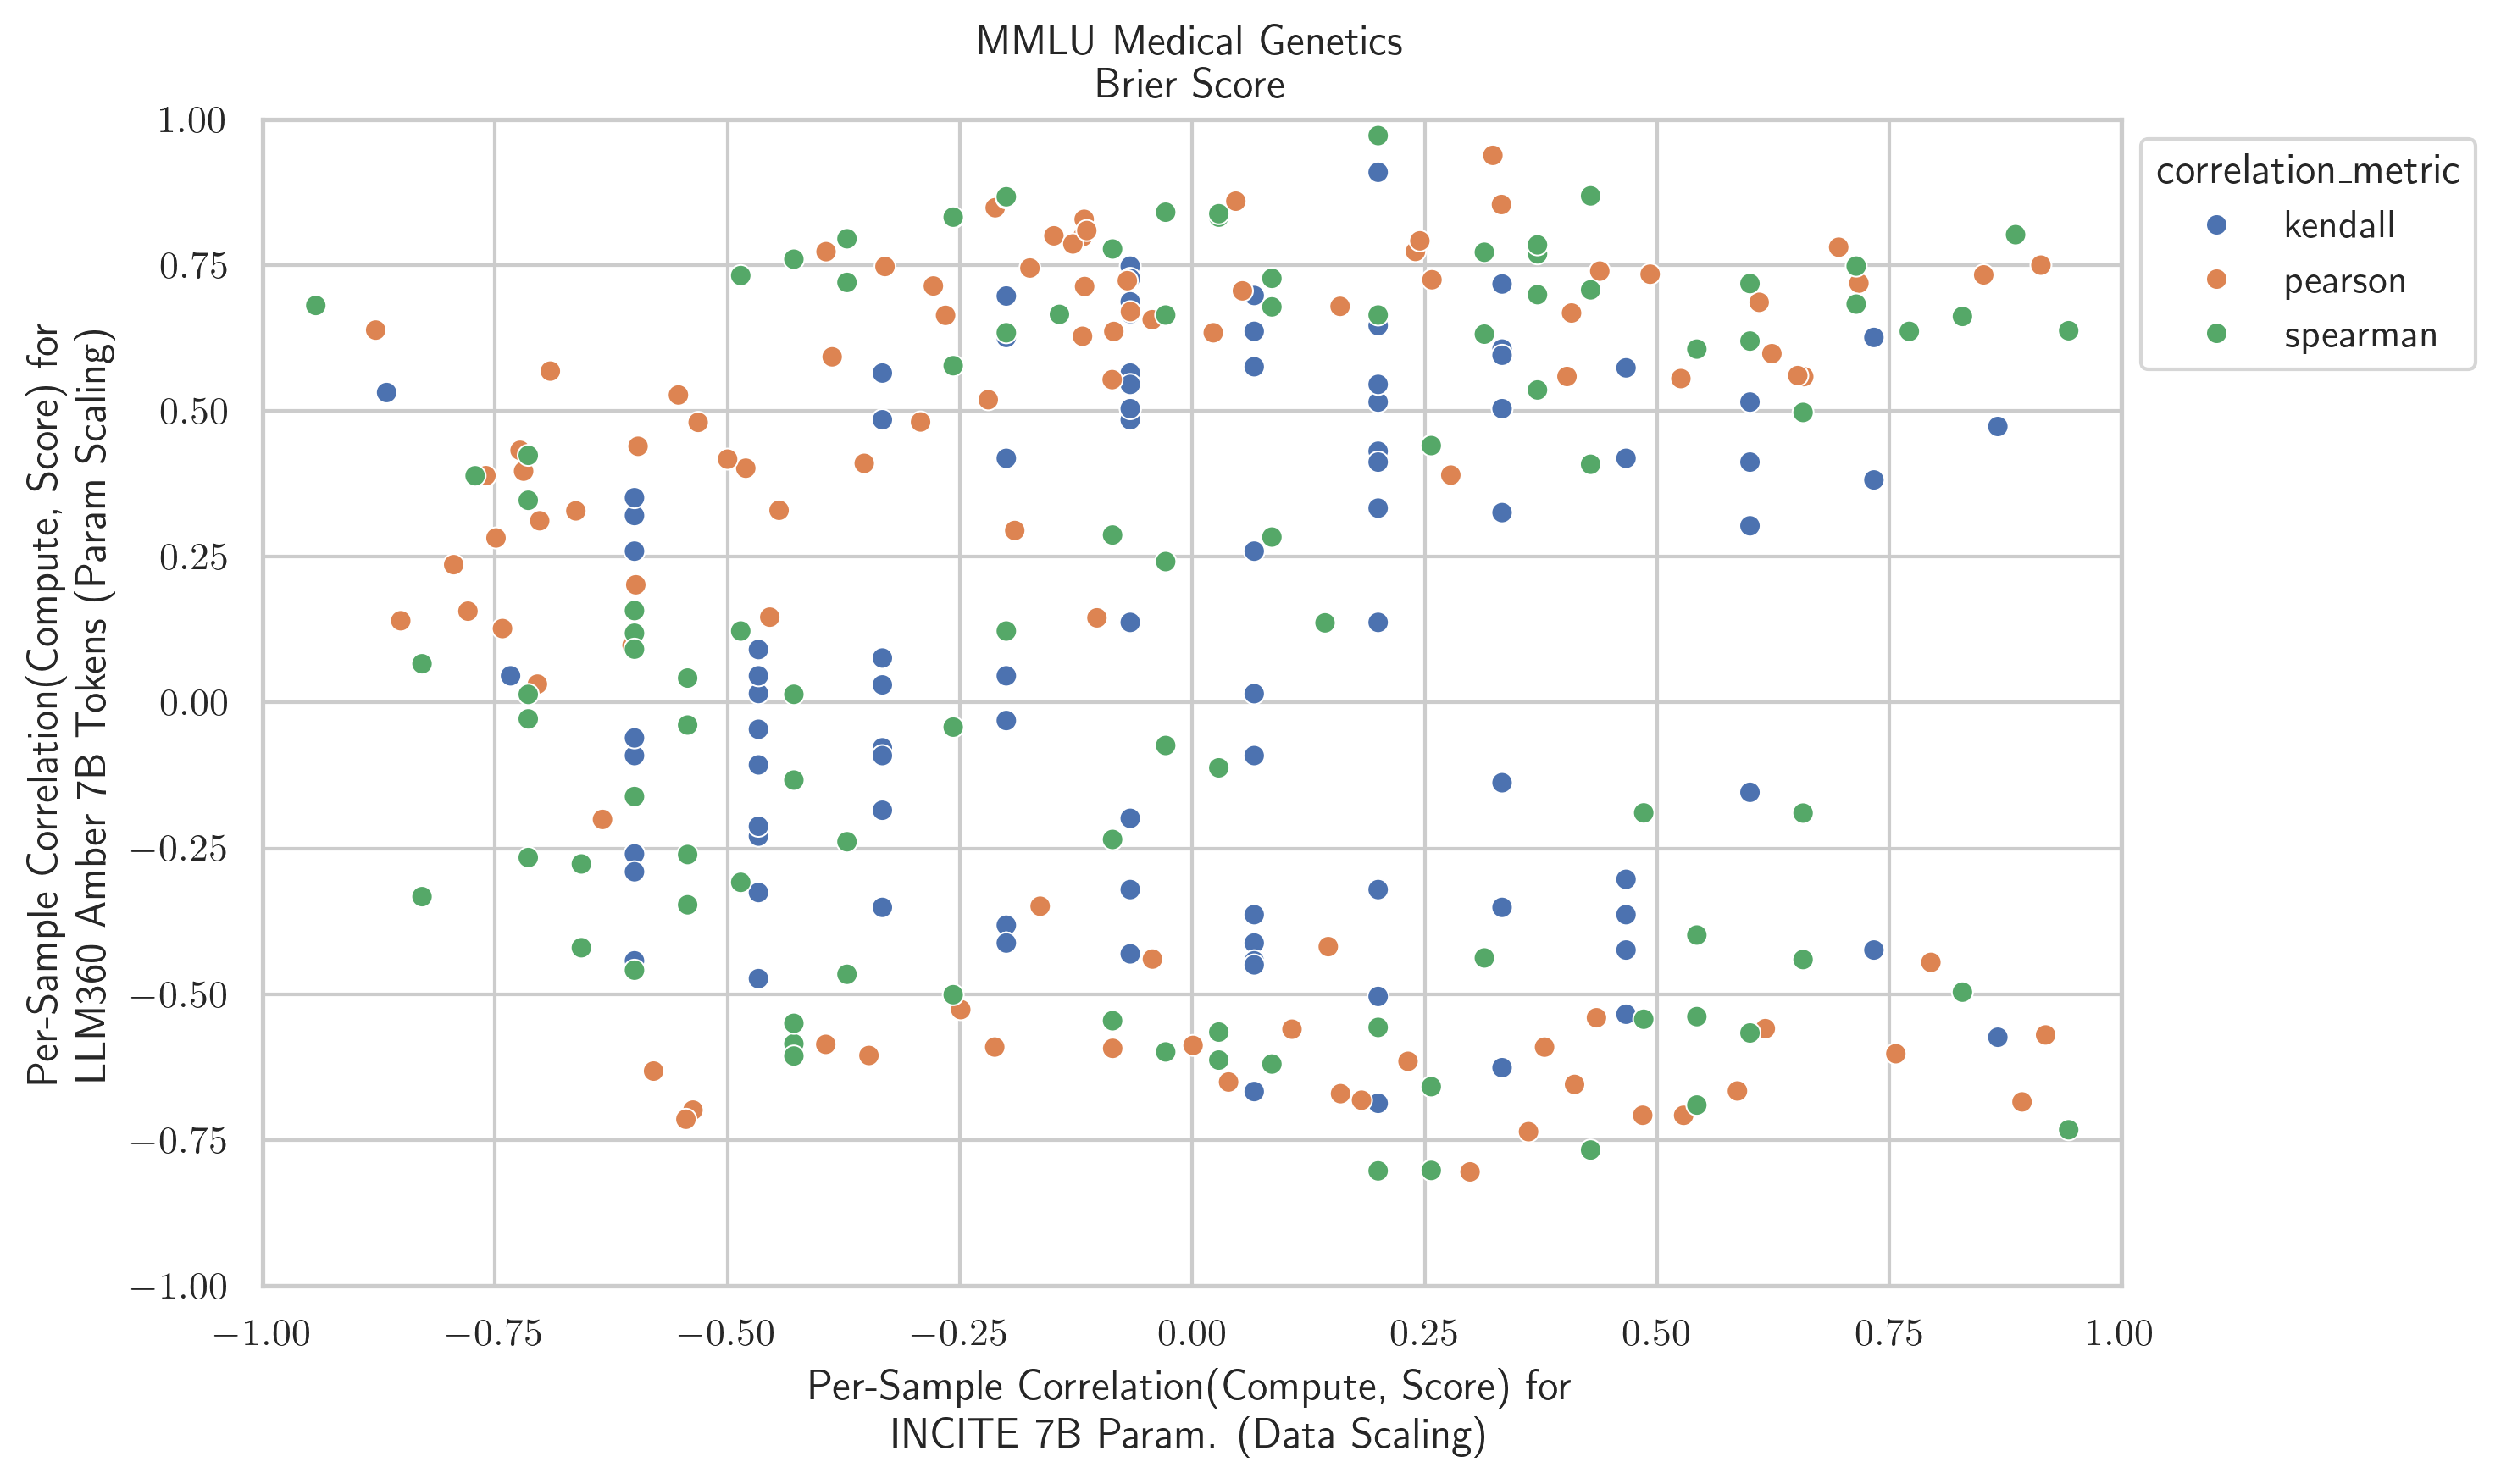 MMLU Medical Genetics
Brier Score
1.00
0.75
0.50
0.25
0.00
−0.25
−0.50
−0.75
−1.00
Per-Sample Correlation(Compute, Score) for
LLM360 Amber 7B Tokens (Param Scaling)
correlation_metric
kendall
pearson
spearman
−1.00 −0.75 −0.50 −0.25 0.00 0.25 0.50 0.75 1.00
Per-Sample Correlation(Compute, Score) for
INCITE 7B Param. (Data Scaling)